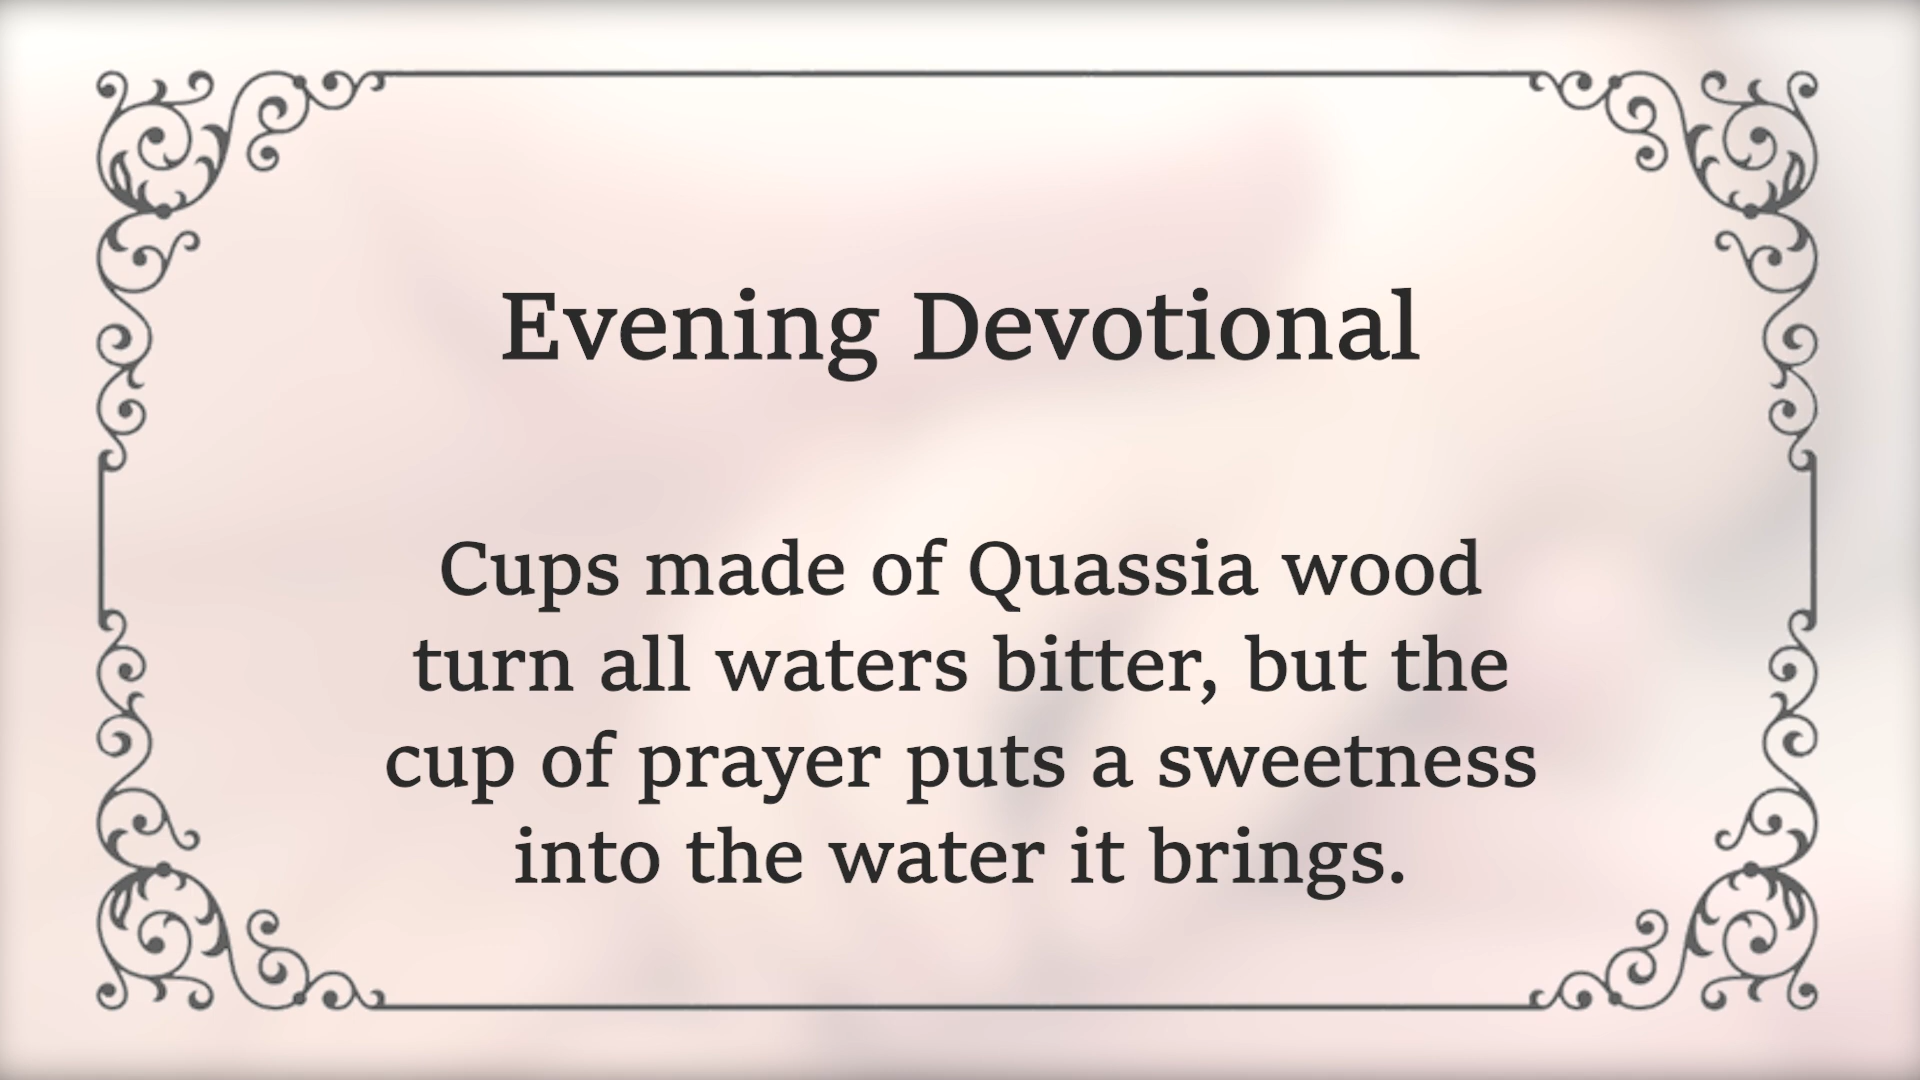 Evening Devotional
Cups made of Quassia wood
turn all waters bitter, but the
cup of prayer puts a sweetness
into the water it brings.